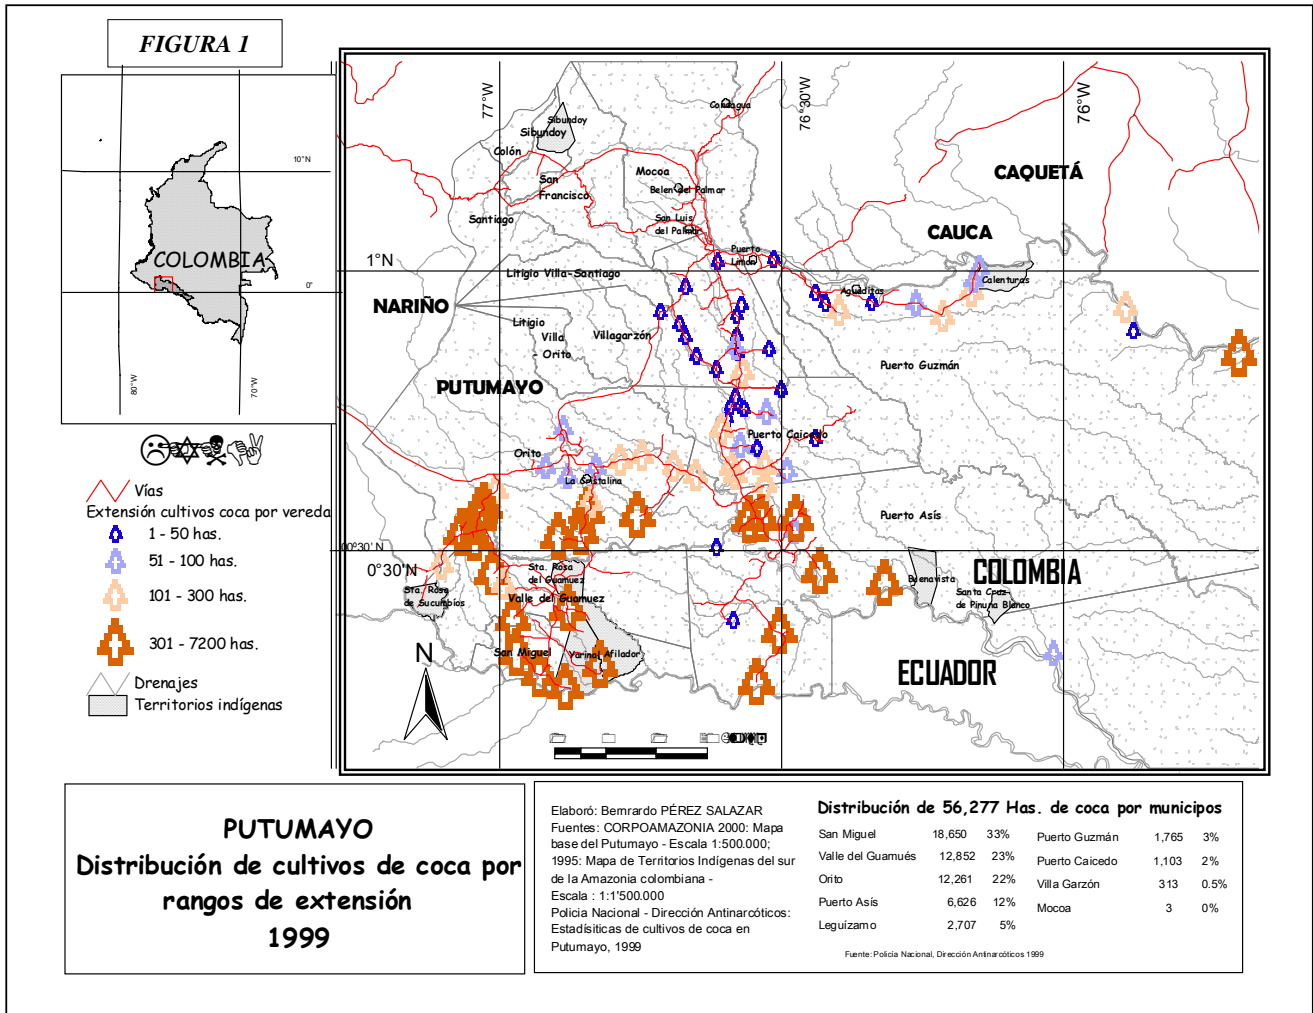 FIGURA 1
10°N
0°
80°W
70°W
COLOMBIA
Vías
Extensión cultivos coca por vereda
1 - 50 has.
51 - 100 has.
101 - 300 has.
301 - 7200 has.
Drenajes
Territorios indígenas
77°W
76°30'W
76°W
1°N
00°30' N
0°30'N
N
Condagua
Sibundoy
Sibundoy
Colón
San
Francisco
Santiago
Mocoa
Belen del Palmar
San Luis
del Palmar
Puerto
Limon
CAQUETÁ
CAUCA
Calenturas
Agueditas
Litigio Villa-Santiago
NARIÑO
Litigio
Villa
Orito
Villagarzón
Puerto Guzmán
PUTUMAYO
Puerto Caicedo
Orito
La Cristalina
Puerto Asís
Sta. Rosa
del Guamuez
Sta. Rosa
de Sucumbios
Valle del Guamuez
Buenavista
COLOMBIA
Santa Cruz
de Pinuna Blanco
San Miguel
Yarinal
Afilador
ECUADOR
PUTUMAYO
Distribución de cultivos de coca por
rangos de extensión
1999
Elaboró: Bernrardo PÉREZ SALAZAR
Fuentes: CORPOAMAZONIA 2000: Mapa
base del Putumayo - Escala 1:500.000;
1995: Mapa de Territorios Indígenas del sur
de la Amazonia colombiana -
Escala : 1:1'500.000
Policia Nacional - Dirección Antinarcóticos:
Estadísiticas de cultivos de coca en
Putumayo, 1999
Distribución de 56,277 Has. de coca por municipos
San Miguel 18,650 33%
Valle del Guamués 12,852 23%
Orito 12,261 22%
Puerto Asís 6,626 12%
Leguízamo 2,707 5%
Puerto Guzmán 1,765 3%
Puerto Caicedo 1,103 2%
Villa Garzón 313 0.5%
Mocoa 3 0%
Fuente: Policía Nacional, Dirección Antinarcóticos 1999